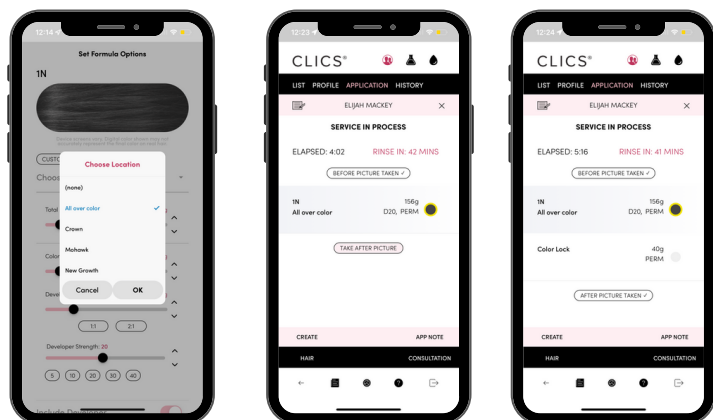 12:14
Set Formula Options
1N
CUSTO
Choos
Choose Location
(none)
All over color
Crown
Mohawk
New Growth
Cancel OK
Total
Color
Deve
1:1 2:1
Developer Strength: 20
5 10 20 30 40
Include Developer
12:23
CLICS®
LIST PROFILE APPLICATION HISTORY
ELIJAH MACKEY
SERVICE IN PROCESS
ELAPSED: 4:02 RINSE IN: 42 MINS
BEFORE PICTURE TAKEN ✓
1N 156g
All over color D20, PERM
TAKE AFTER PICTURE
CREATE APP NOTE
HAIR CONSULTATION
?
12:24
CLICS®
LIST PROFILE APPLICATION HISTORY
ELIJAH MACKEY
SERVICE IN PROCESS
ELAPSED: 5:16 RINSE IN: 41 MINS
BEFORE PICTURE TAKEN ✓
1N 156g
All over color D20, PERM
Color Lock 40g
PERM
AFTER PICTURE TAKEN ✓
CREATE APP NOTE
HAIR CONSULTATION
?